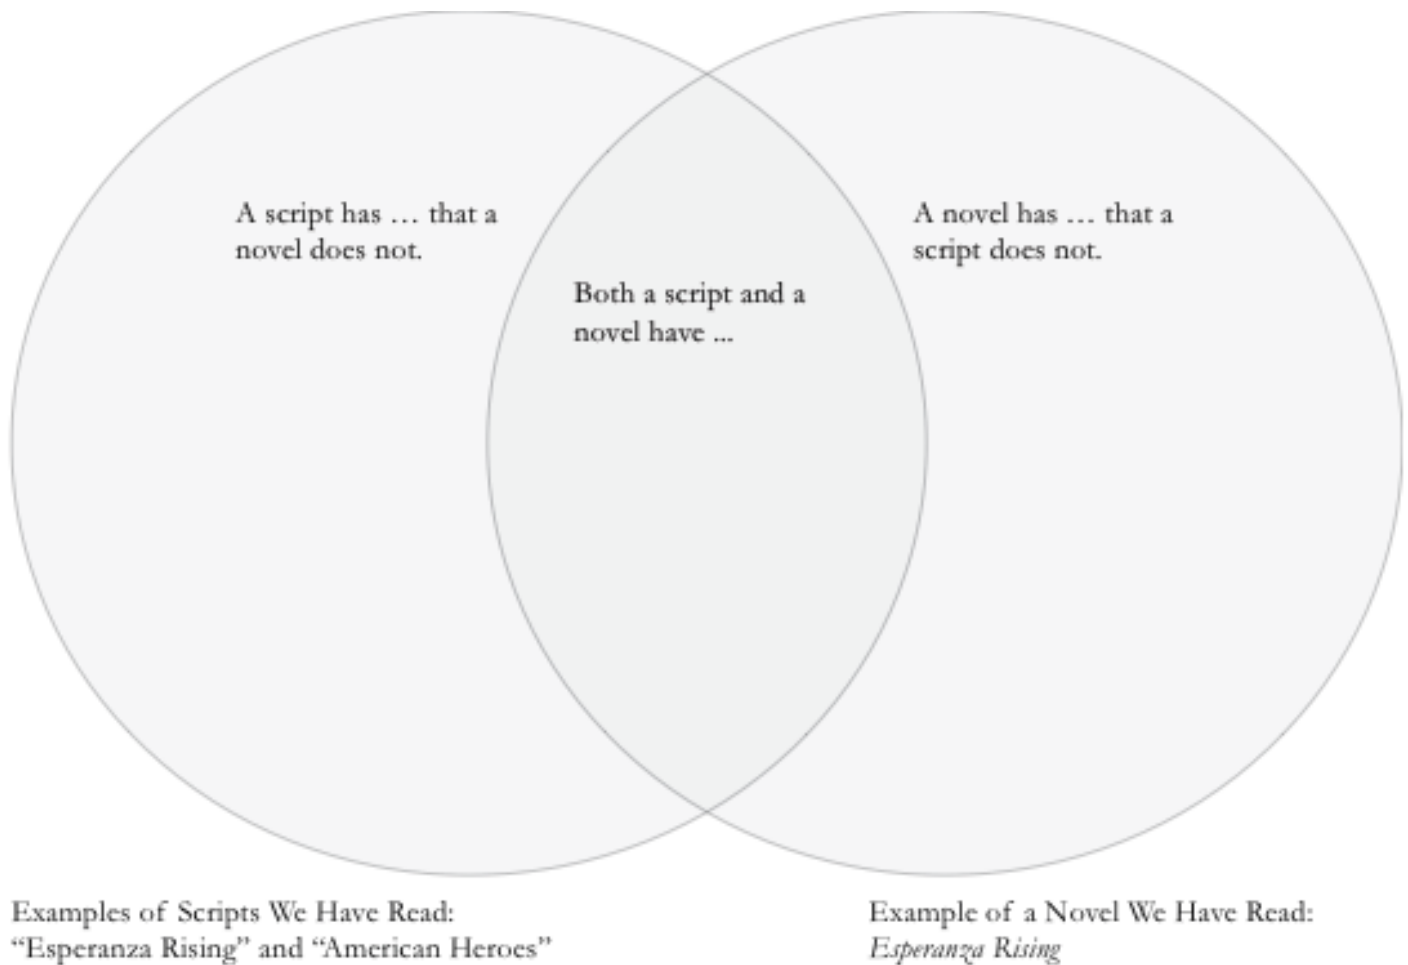 A script has … that a
novel does not.
Both a script and a
novel have ...
A novel has … that a
script does not.
Examples of Scripts We Have Read:
“Esperanza Rising” and “American Heroes”
Example of a Novel We Have Read:
Esperanza Rising